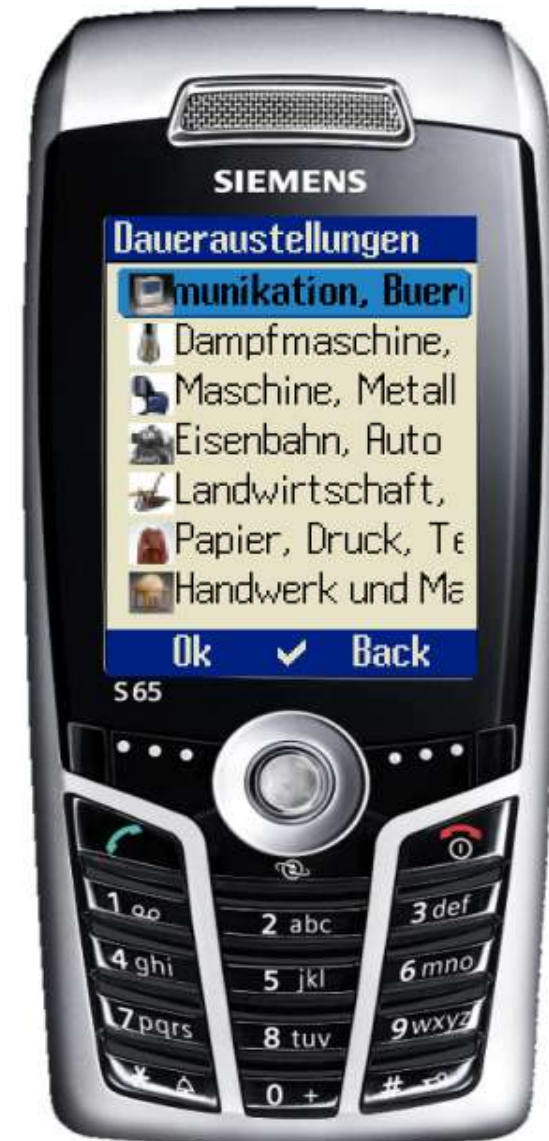 SIEMENS
Daueraustellungen
munikation, Buer
Dampfmaschine,
Maschine, Metall
Eisenbahn, Auto
Landwirtschaft,
Papier, Druck, Te
Handwerk und Ma
Ok Back
S65
1
2 abc
3 def
4 ghi
5 jkl
6 mno
7 pqrs
8 tuv
9 wxyz
*
0 +
#